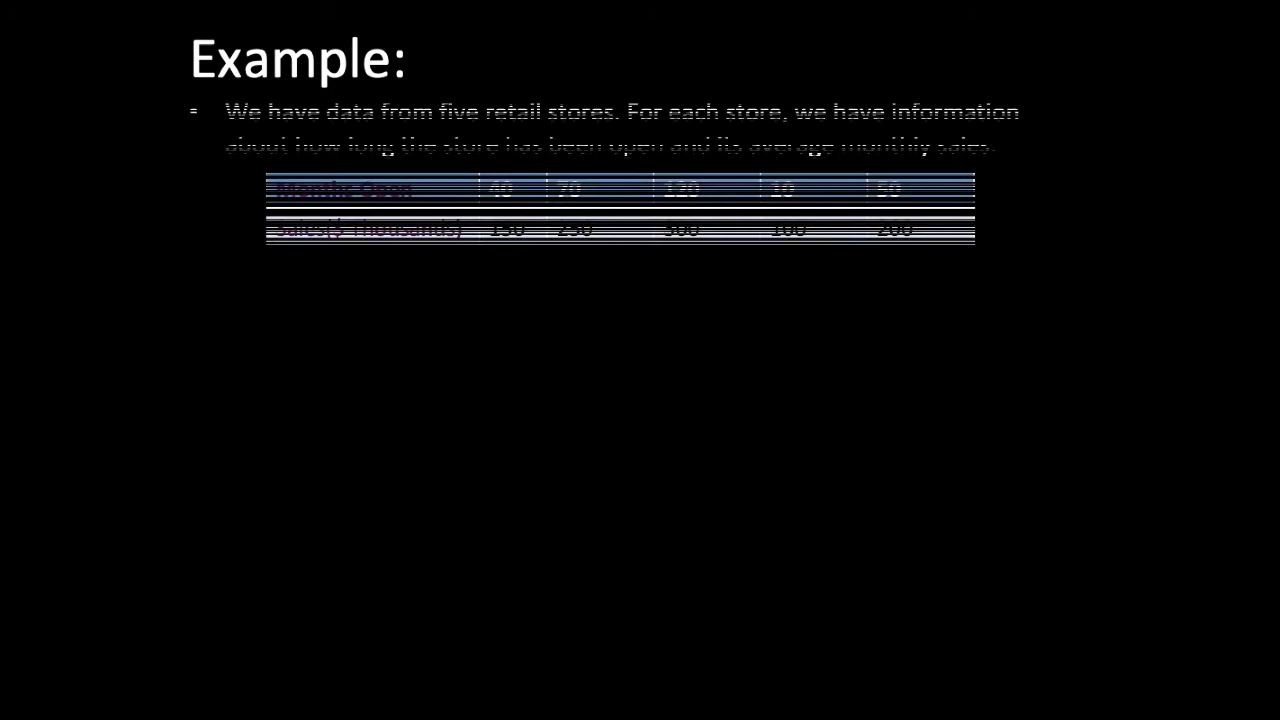 Example:
- We have data from five retail stores. For each store, we have information
about how long the store has been open and its average monthly sales.
Months Open 40 70 120 10 50
Sales($ Thousands) 150 250 300 100 200